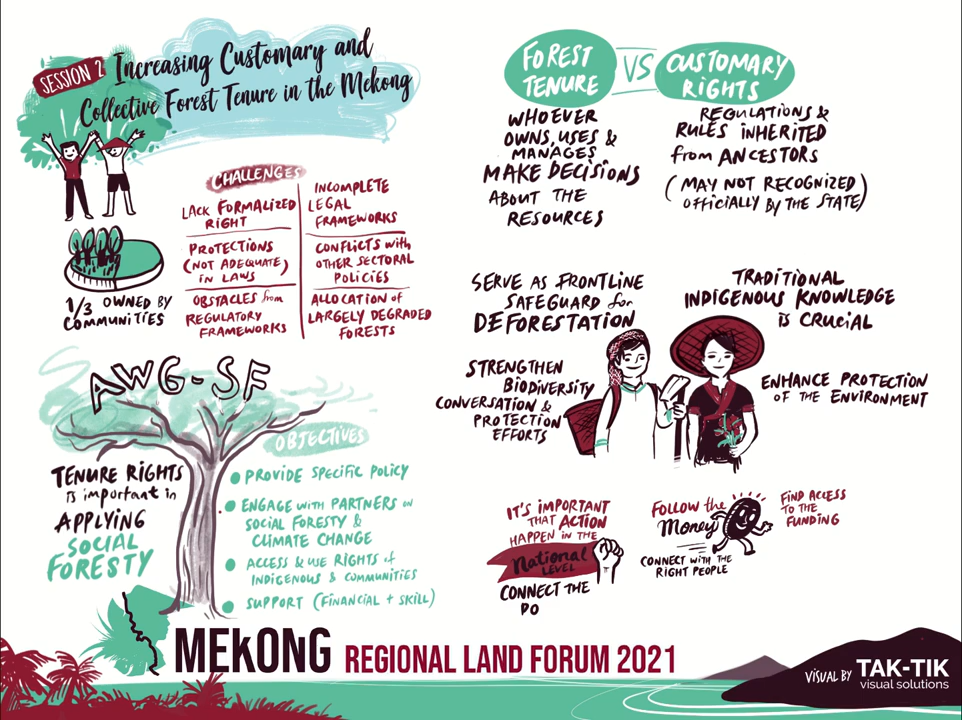 SESSION 2
Increasing Customary and
Collective Forest Tenure in the Mekong
CHALLENGES
LACK FORMALIZED
RIGHT
INCOMPLETE
LEGAL
FRAMEWORKS
PROTECTIONS
(NOT ADEQUATE)
IN LAWS
CONFLICTS with
OTHER SECTORAL
POLICIES
OBSTACLES from
REGULATORY
FRAMEWORKS
ALLOCATION of
LARGELY DEGRADED
FORESTS
1/3 OWNED BY
COMMUNITIES
AWG-SF
TENURE RIGHTS
is important in
APPLYING
SOCIAL
FORESTY
OBJECTIVES
PROVIDE SPECIFIC POLICY
ENGAGE WITH PARTNERS on
SOCIAL FORESTY &
CLIMATE CHANGE
ACCESS & USE RIGHTS of
INDIGENOUS & COMMUNITIES
SUPPORT (FINANCIAL + SKILL)
FOREST
TENURE
VS
CUSTOMARY
RIGHTS
WHOEVER
OWNS, USES &
MANAGES
MAKE DECISIONS
ABOUT THE
RESOURCES
REGULATIONS &
RULES INHERITED
from ANCESTORS
(MAY NOT RECOGNIZED
OFFICIALLY BY THE STATE)
SERVE AS FRONTLINE
SAFEGUARD for
DEFORESTATION
TRADITIONAL
INDIGENOUS KNOWLEDGE
is CRUCIAL
STRENGTHEN
BIODIVERSITY
CONVERSATION &
PROTECTION
EFFORTS
ENHANCE PROTECTION
OF THE ENVIRONMENT
IT'S IMPORTANT
THAT ACTION
HAPPEN IN THE
National
LEVEL
CONNECT THE
DO
FOLLOW the
Money
CONNECT WITH THE
RIGHT PEOPLE
FIND ACCESS
TO THE
FUNDING
MEKONG REGIONAL LAND FORUM 2021
VISUAL BY TAK-TIK
visual solutions